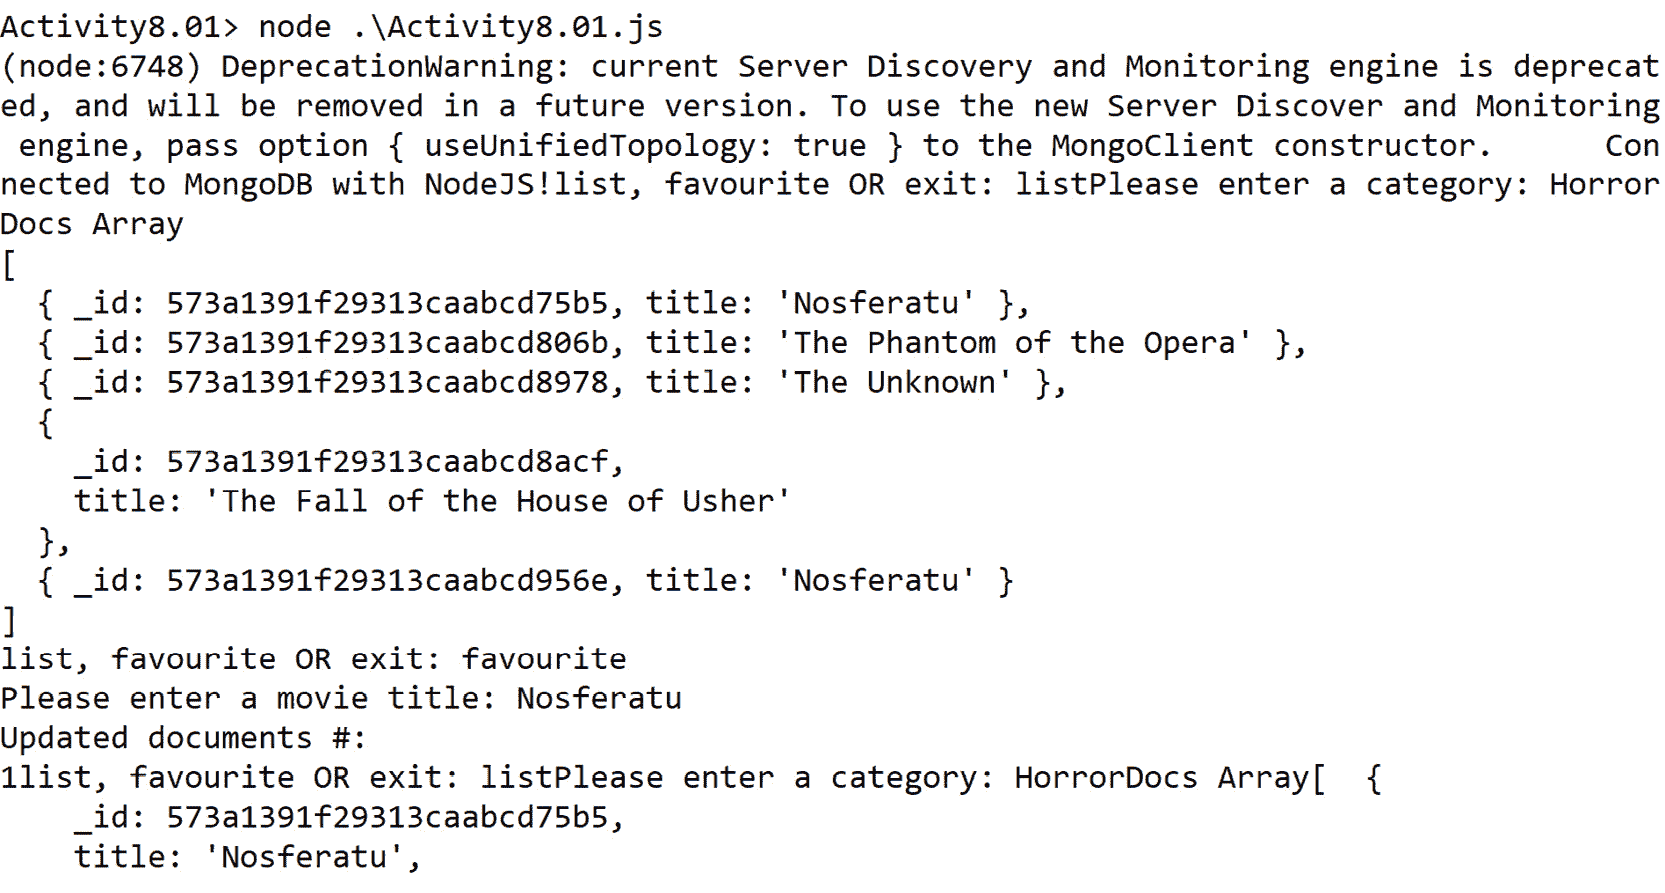 Activity8.01> node .\Activity8.01.js
(node:6748) DeprecationWarning: current Server Discovery and Monitoring engine is deprecat
ed, and will be removed in a future version. To use the new Server Discover and Monitoring
 engine, pass option { useUnifiedTopology: true } to the MongoClient constructor.      Con
nected to MongoDB with NodeJS!list, favourite OR exit: listPlease enter a category: Horror
Docs Array
[
  { _id: 573a1391f29313caabcd75b5, title: 'Nosferatu' },
  { _id: 573a1391f29313caabcd806b, title: 'The Phantom of the Opera' },
  { _id: 573a1391f29313caabcd8978, title: 'The Unknown' },
  {
    _id: 573a1391f29313caabcd8acf,
    title: 'The Fall of the House of Usher'
  },
  { _id: 573a1391f29313caabcd956e, title: 'Nosferatu' }
]
list, favourite OR exit: favourite
Please enter a movie title: Nosferatu
Updated documents #:
1list, favourite OR exit: listPlease enter a category: HorrorDocs Array[  {
    _id: 573a1391f29313caabcd75b5,
    title: 'Nosferatu',